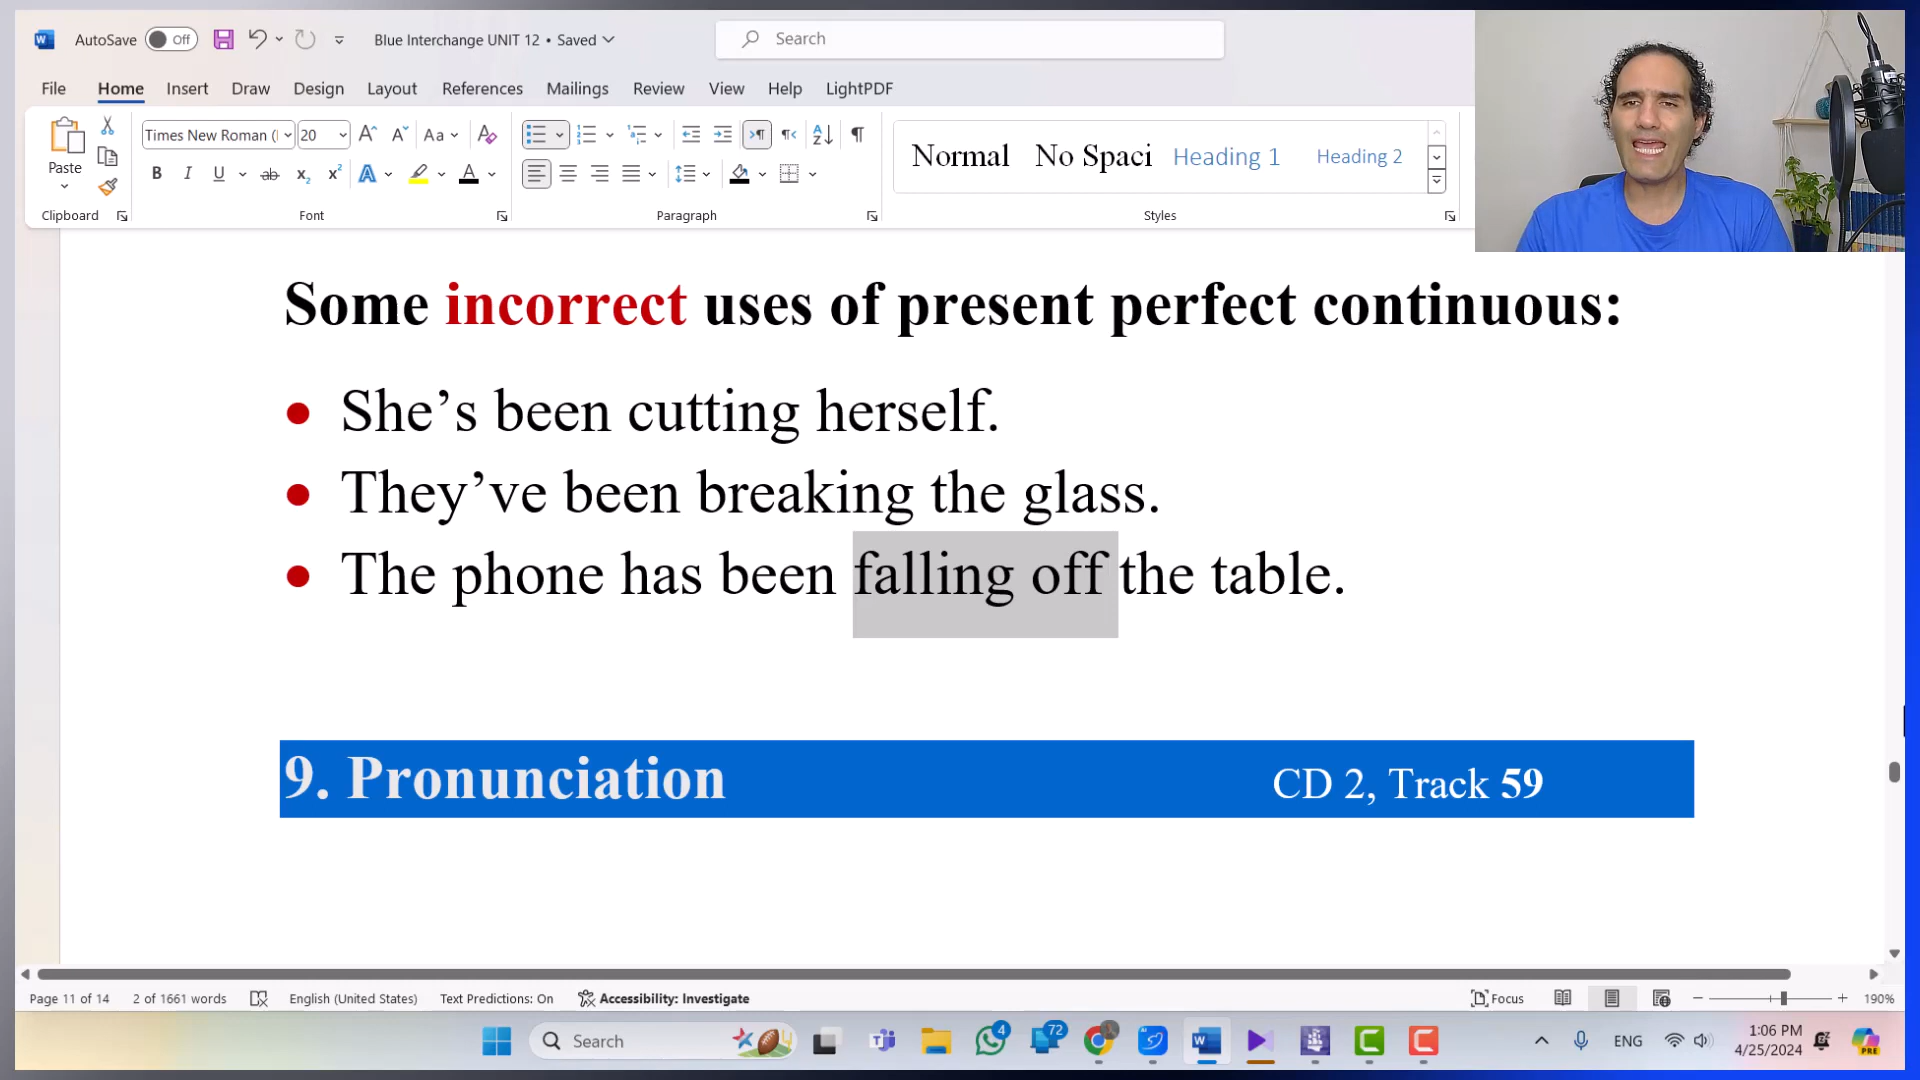 AutoSave Off Blue Interchange UNIT 12 • Saved Search
File Home Insert Draw Design Layout References Mailings Review View Help LightPDF
Paste Times New Roman ( 20 Aa Normal No Spaci Heading 1 Heading 2
Clipboard Font Paragraph Styles
Some incorrect uses of present perfect continuous:
• She’s been cutting herself.
• They’ve been breaking the glass.
• The phone has been falling off the table.
9. Pronunciation CD 2, Track 59
Page 11 of 14 2 of 1661 words English (United States) Text Predictions: On Accessibility: Investigate Focus 190%
Search 4 72 ENG 1:06 PM
4/25/2024
PRE